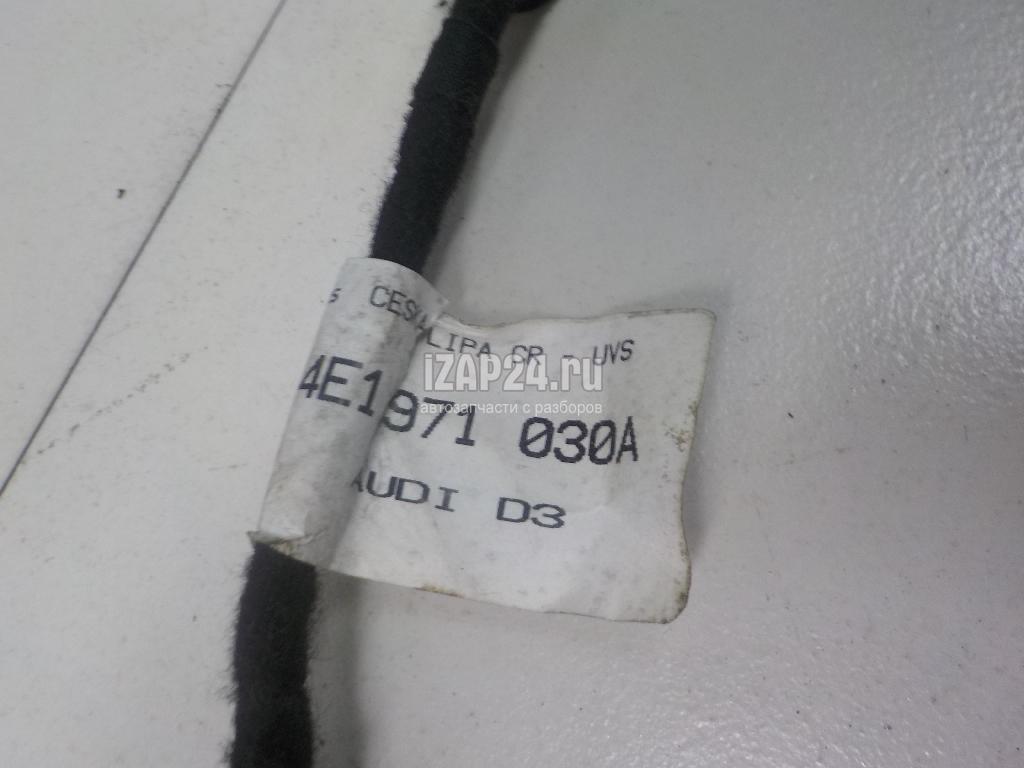 CESKA LIPA CR - UVS
iZAP24.ru
4E1971 030A
автозапчасти с разборов
AUDI D3